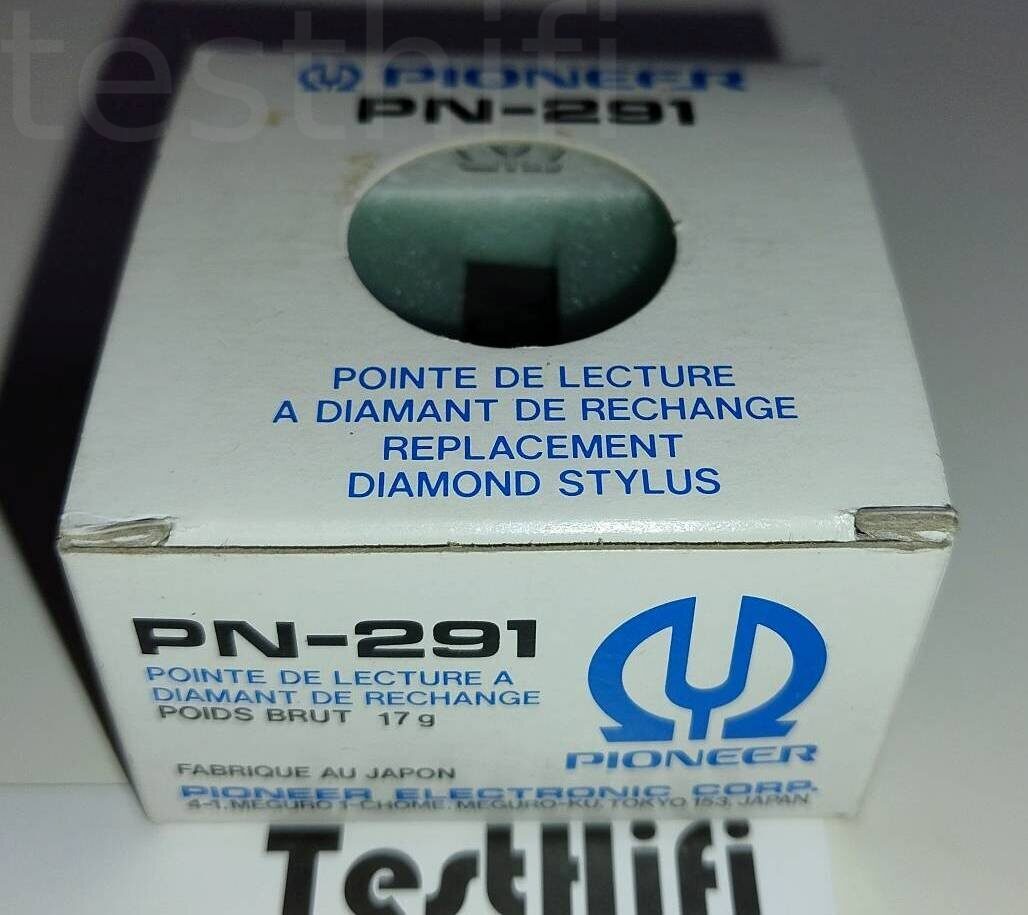 testhifi
PIONEER
PN-291
POINTE DE LECTURE
A DIAMANT DE RECHANGE
REPLACEMENT
DIAMOND STYLUS
PN-291
POINTE DE LECTURE A
DIAMANT DE RECHANGE
POIDS BRUT 17 g
PIONEER
FABRIQUE AU JAPON
PIONEER ELECTRONIC CORP.
4-1, MEGURO 1-CHOME, MEGURO-KU, TOKYO 153, JAPAN
TestHifi